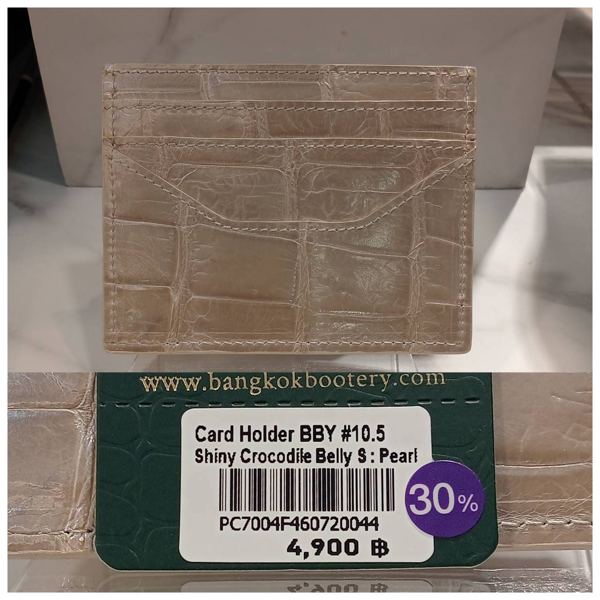 www.bangkokbootery.com
Card Holder BBY #10.5
Shiny Crocodile Belly S : Pearl
PC7004F460720044
30%
4,900 ฿